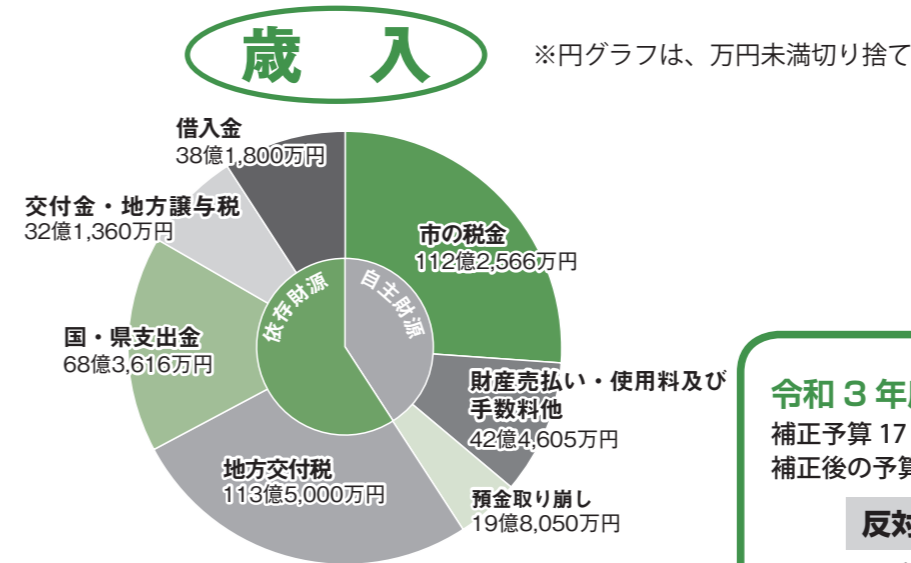 歳 入
※円グラフは、万円未満切り捨て
借入金
38億1,800万円
交付金・地方譲与税
32億1,360万円
国・県支出金
68億3,616万円
地方交付税
113億5,000万円
依存財源
自主財源
市の税金
112億2,566万円
財産売払い・使用料及び
手数料他
42億4,605万円
預金取り崩し
19億8,050万円
令和 3 年
補正予算 17
補正後の予算
反対